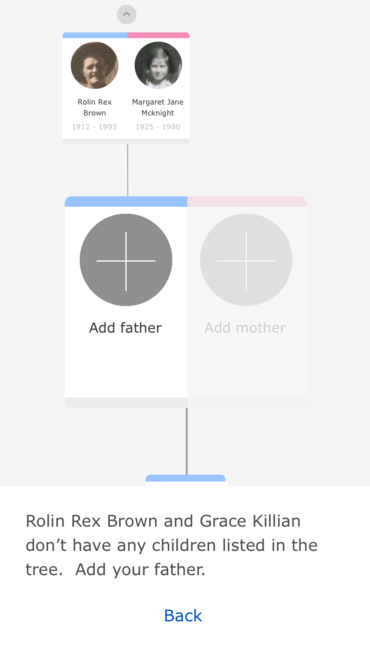 Rolin Rex
Brown
1912 - 1993
Margaret Jane
Mcknight
1925 - 1980
Add father
Add mother
Rolin Rex Brown and Grace Killian
don’t have any children listed in the
tree.  Add your father.
Back